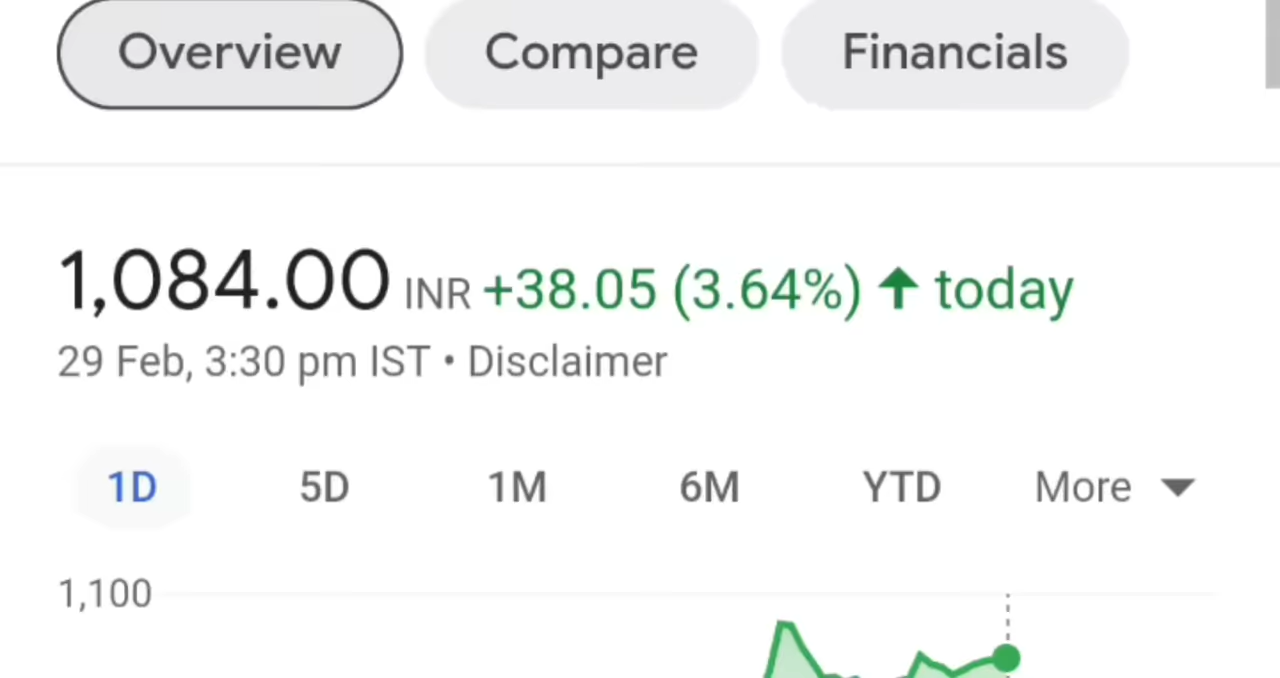 Overview Compare Financials
1,084.00 INR +38.05 (3.64%) ↑ today
29 Feb, 3:30 pm IST • Disclaimer
1D 5D 1M 6M YTD More
1,100